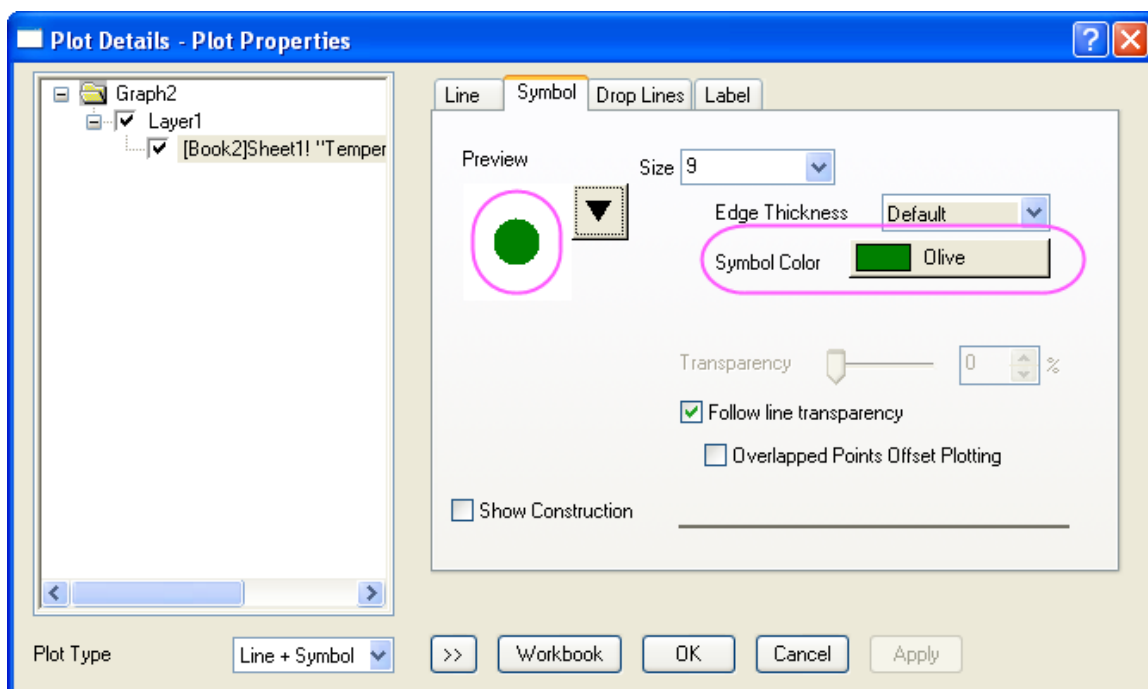 Plot Details - Plot Properties
Graph2
Layer1
[Book2]Sheet1! "Temper
Line Symbol Drop Lines Label
Preview
Size 9
Edge Thickness Default
Symbol Color Olive
Transparency 0 %
Follow line transparency
Overlapped Points Offset Plotting
Show Construction
Plot Type Line + Symbol >> Workbook OK Cancel Apply